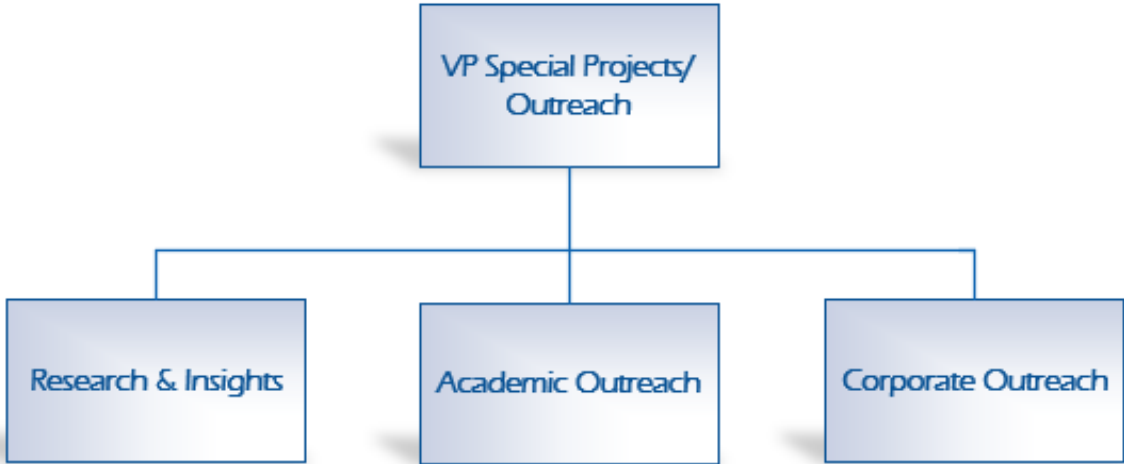 VP Special Projects/
Outreach
Research & Insights
Academic Outreach
Corporate Outreach